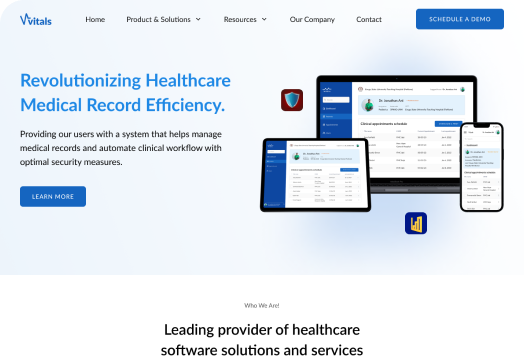 vitals
Home
Product & Solutions
Resources
Our Company
Contact
SCHEDULE A DEMO
Revolutionizing Healthcare
Medical Record Efficiency.
Providing our users with a system that helps manage
medical records and automate clinical workflow with
optimal security measures.
LEARN MORE
Dr. Jonathan Ark
Clinical appointments schedule
Who We Are!
Leading provider of healthcare
software solutions and services